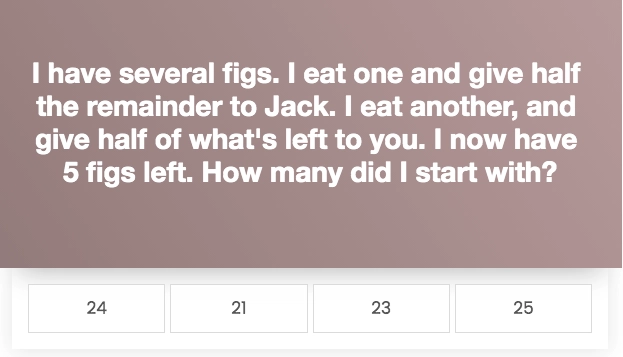 I have several figs. I eat one and give half
the remainder to Jack. I eat another, and
give half of what's left to you. I now have
5 figs left. How many did I start with?
24
21
23
25